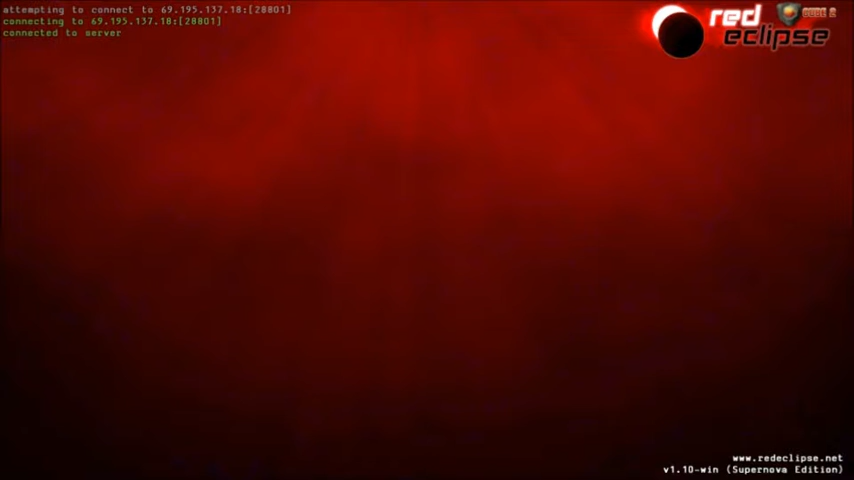 attempting to connect to 69.195.137.18:[28801]
connecting to 69.195.137.18:[28801]
connected to server
red
eclipse
CUBE 2
www.redeclipse.net
v1.10-win (Supernova Edition)